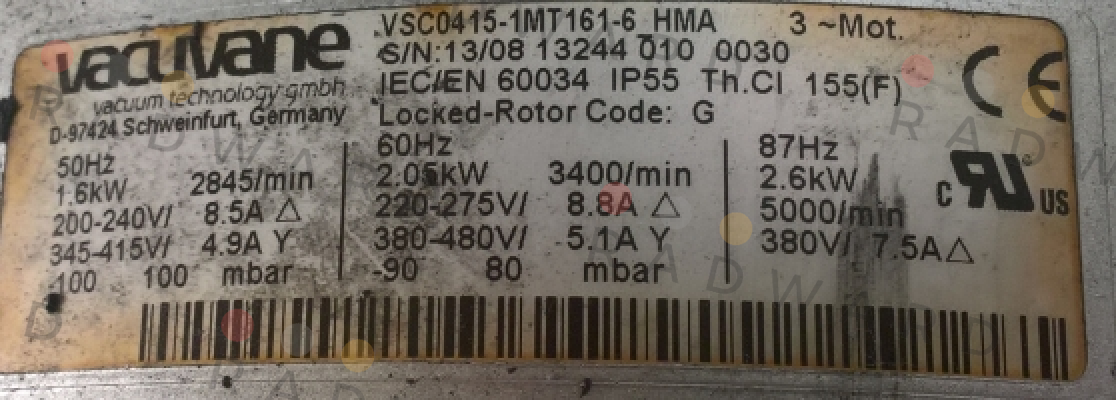 vacuvane
vacuum technology gmbh
D-97424 Schweinfurt, Germany
VSC0415-1MT161-6 HMA 3 ~Mot.
S/N:13/08 13244 010 0030
IEC/EN 60034 IP55 Th.Cl 155(F)
Locked-Rotor Code: G
50Hz
1.6kW 2845/min
200-240V/ 8.5A △
345-415V/ 4.9A Y
-100 100 mbar
60Hz
2.05kW 3400/min
220-275V/ 8.8A △
380-480V/ 5.1A Y
-90 80 mbar
87Hz
2.6kW
5000/min
380V/ 7.5A△
CE
C RU US